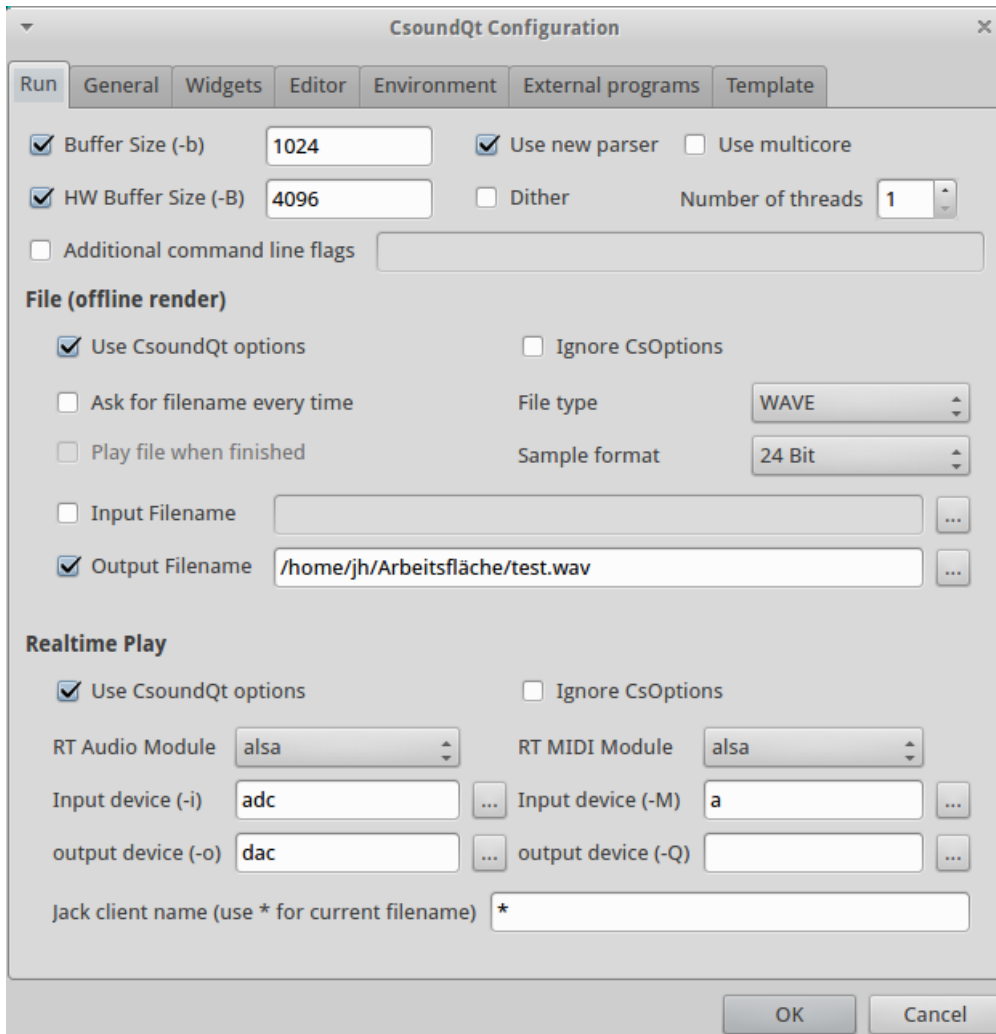 CsoundQt Configuration
Run General Widgets Editor Environment External programs Template
Buffer Size (-b) 1024 Use new parser Use multicore
HW Buffer Size (-B) 4096 Dither Number of threads 1
Additional command line flags
File (offline render)
Use CsoundQt options Ignore CsOptions
Ask for filename every time File type WAVE
Play file when finished Sample format 24 Bit
Input Filename ...
Output Filename /home/jh/Arbeitsfläche/test.wav ...
Realtime Play
Use CsoundQt options Ignore CsOptions
RT Audio Module alsa RT MIDI Module alsa
Input device (-i) adc ... Input device (-M) a ...
output device (-o) dac ... output device (-Q) ...
Jack client name (use * for current filename) *
OK Cancel